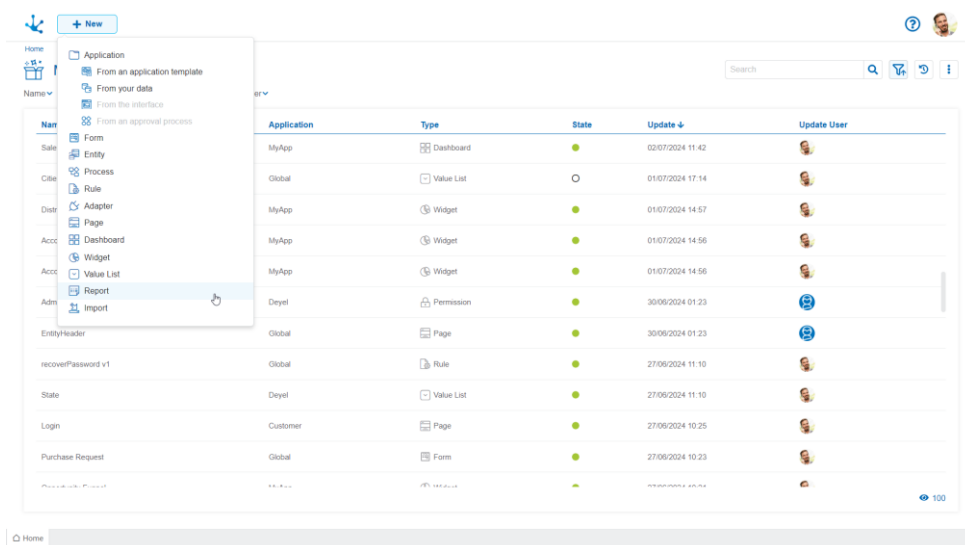 + New
Home
Application
From an application template
From your data
From the interface
From an approval process
Form
Entity
Process
Rule
Adapter
Page
Dashboard
Widget
Value List
Report
Import
Search
Name
Application Type State Update Update User
MyApp Dashboard 02/07/2024 11:42
Global Value List 01/07/2024 17:14
MyApp Widget 01/07/2024 14:57
MyApp Widget 01/07/2024 14:56
MyApp Widget 01/07/2024 14:56
Deyel Permission 30/06/2024 01:23
EntityHeader Global Page 30/06/2024 01:23
recoverPassword v1 Global Rule 27/06/2024 11:10
State Deyel Value List 27/06/2024 11:10
Login Customer Page 27/06/2024 10:25
Purchase Request Global Form 27/06/2024 10:23
100
Home